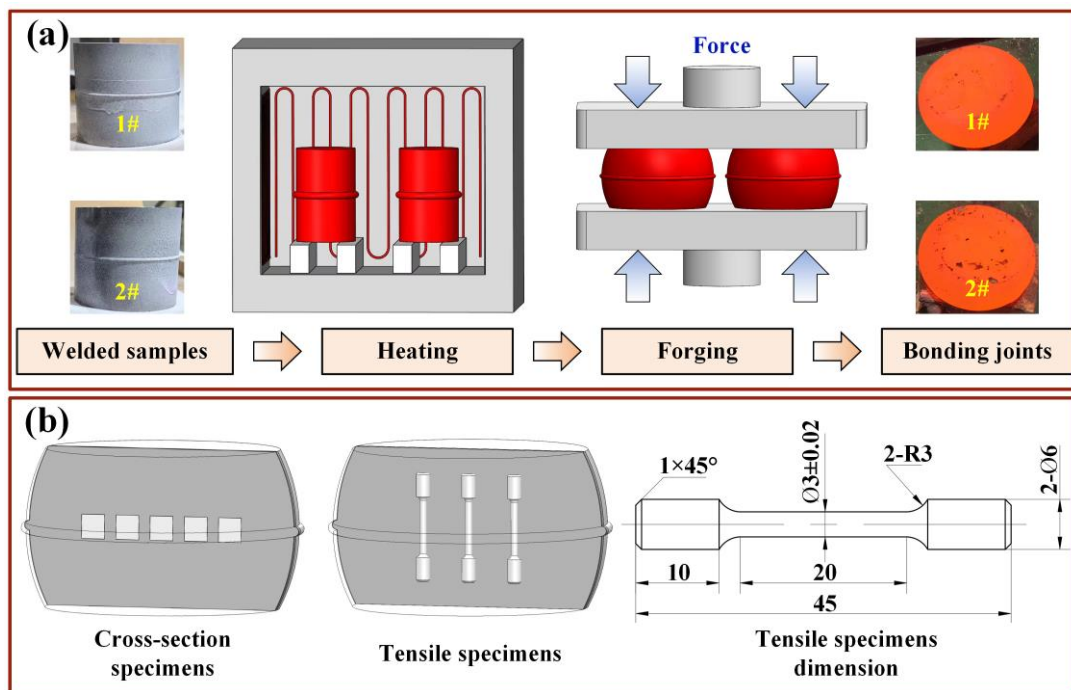 (a)
1#
2#
Force
1#
2#
Welded samples
Heating
Forging
Bonding joints
(b)
Cross-section
specimens
Tensile specimens
1×45°
Ø3±0.02
2-R3
2-Ø6
10
20
45
Tensile specimens
dimension